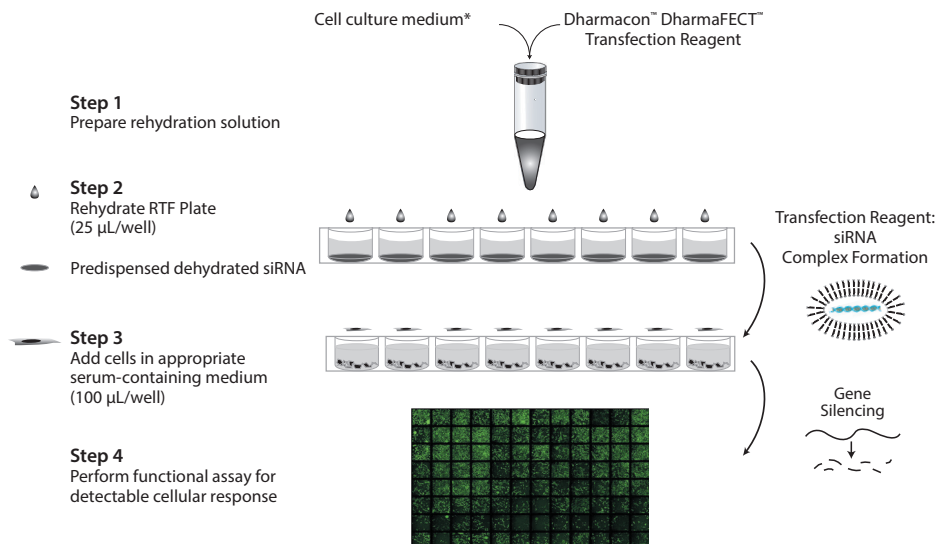 Cell culture medium*
Dharmacon™ DharmaFECT™
Transfection Reagent
Step 1
Prepare rehydration solution
Step 2
Rehydrate RTF Plate
(25 µL/well)
Predispensed dehydrated siRNA
Transfection Reagent:
siRNA
Complex Formation
Step 3
Add cells in appropriate
serum-containing medium
(100 µL/well)
Gene
Silencing
Step 4
Perform functional assay for
detectable cellular response